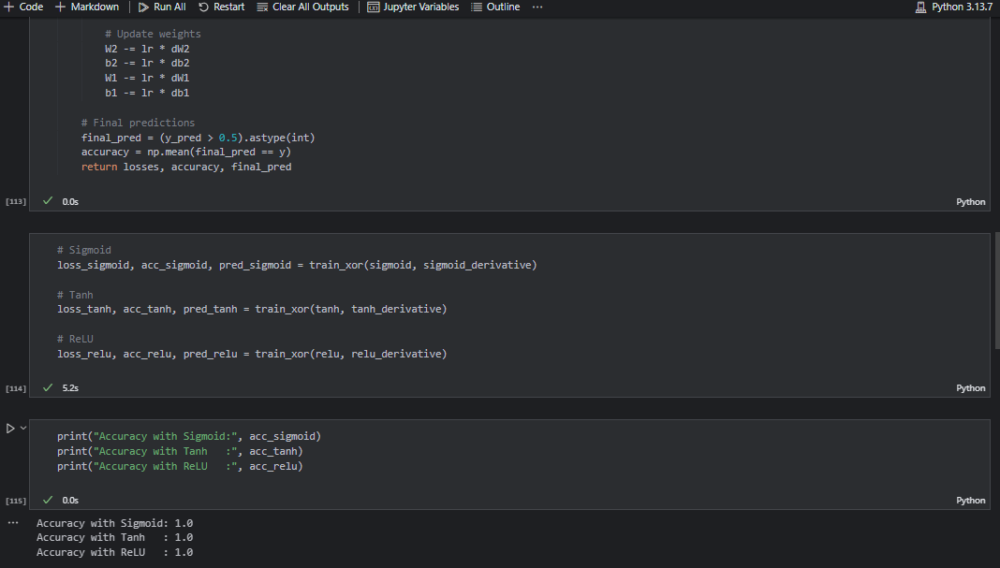 + Code + Markdown | Run All Restart Clear All Outputs | Jupyter Variables Outline ... Python 3.13.7
# Update weights
W2 -= lr * dW2
b2 -= lr * db2
W1 -= lr * dW1
b1 -= lr * db1
# Final predictions
final_pred = (y_pred > 0.5).astype(int)
accuracy = np.mean(final_pred == y)
return losses, accuracy, final_pred
[113] ✓ 0.0s Python
# Sigmoid
loss_sigmoid, acc_sigmoid, pred_sigmoid = train_xor(sigmoid, sigmoid_derivative)
# Tanh
loss_tanh, acc_tanh, pred_tanh = train_xor(tanh, tanh_derivative)
# ReLU
loss_relu, acc_relu, pred_relu = train_xor(relu, relu_derivative)
[114] ✓ 5.2s Python
print("Accuracy with Sigmoid:", acc_sigmoid)
print("Accuracy with Tanh   :", acc_tanh)
print("Accuracy with ReLU   :", acc_relu)
[115] ✓ 0.0s Python
... Accuracy with Sigmoid: 1.0
Accuracy with Tanh   : 1.0
Accuracy with ReLU   : 1.0